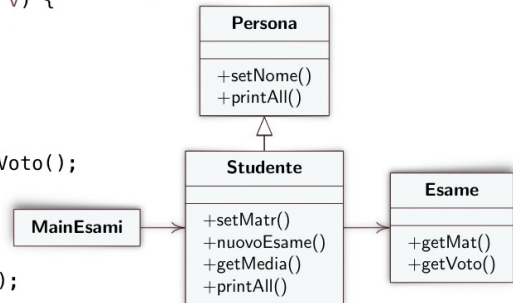 v) {
Persona
+setNome()
+printAll()
Voto();
Studente
+setMatr()
+nuovoEsame()
+getMedia()
+printAll()
Esame
+getMat()
+getVoto()
MainEsami
);